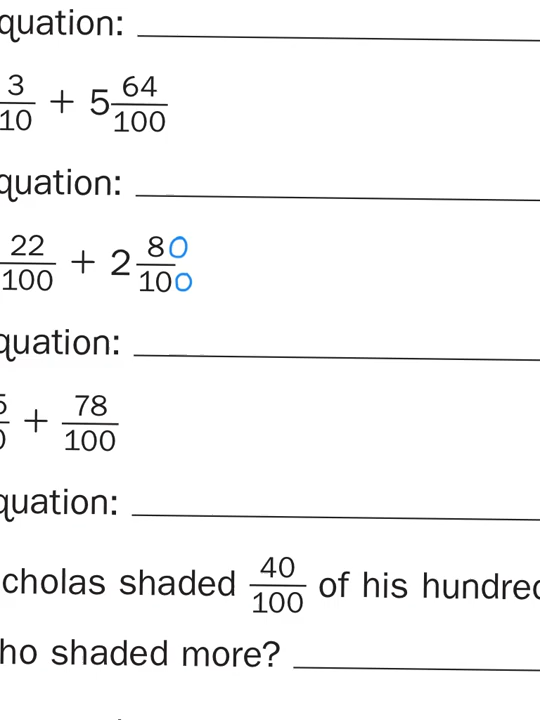 quation:
3/10 + 5 64/100
quation:
22/100 + 2 80/100
quation:
+ 78/100
quation:
cholas shaded 40/100 of his hundred
ho shaded more?